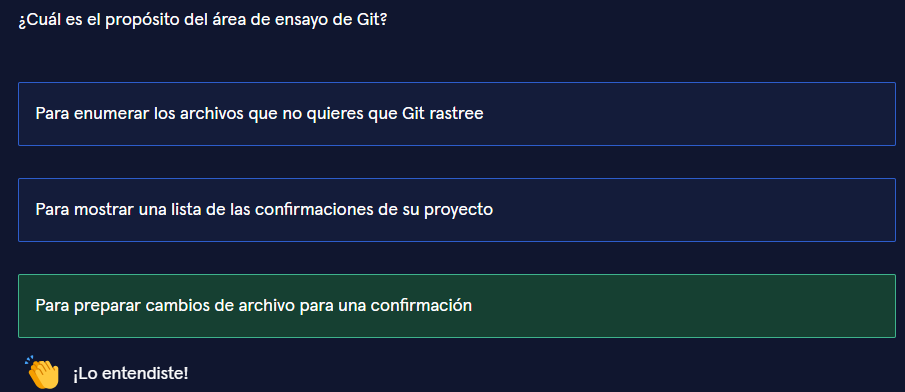 ¿Cuál es el propósito del área de ensayo de Git?
Para enumerar los archivos que no quieres que Git rastree
Para mostrar una lista de las confirmaciones de su proyecto
Para preparar cambios de archivo para una confirmación
¡Lo entendiste!